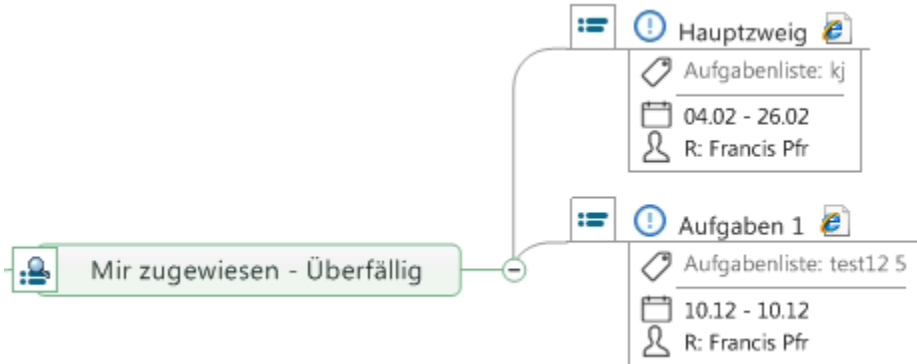 Hauptzweig
Aufgabenliste: kj
04.02 - 26.02
R: Francis Pfr
Mir zugewiesen - Überfällig
Aufgaben 1
Aufgabenliste: test12 5
10.12 - 10.12
R: Francis Pfr